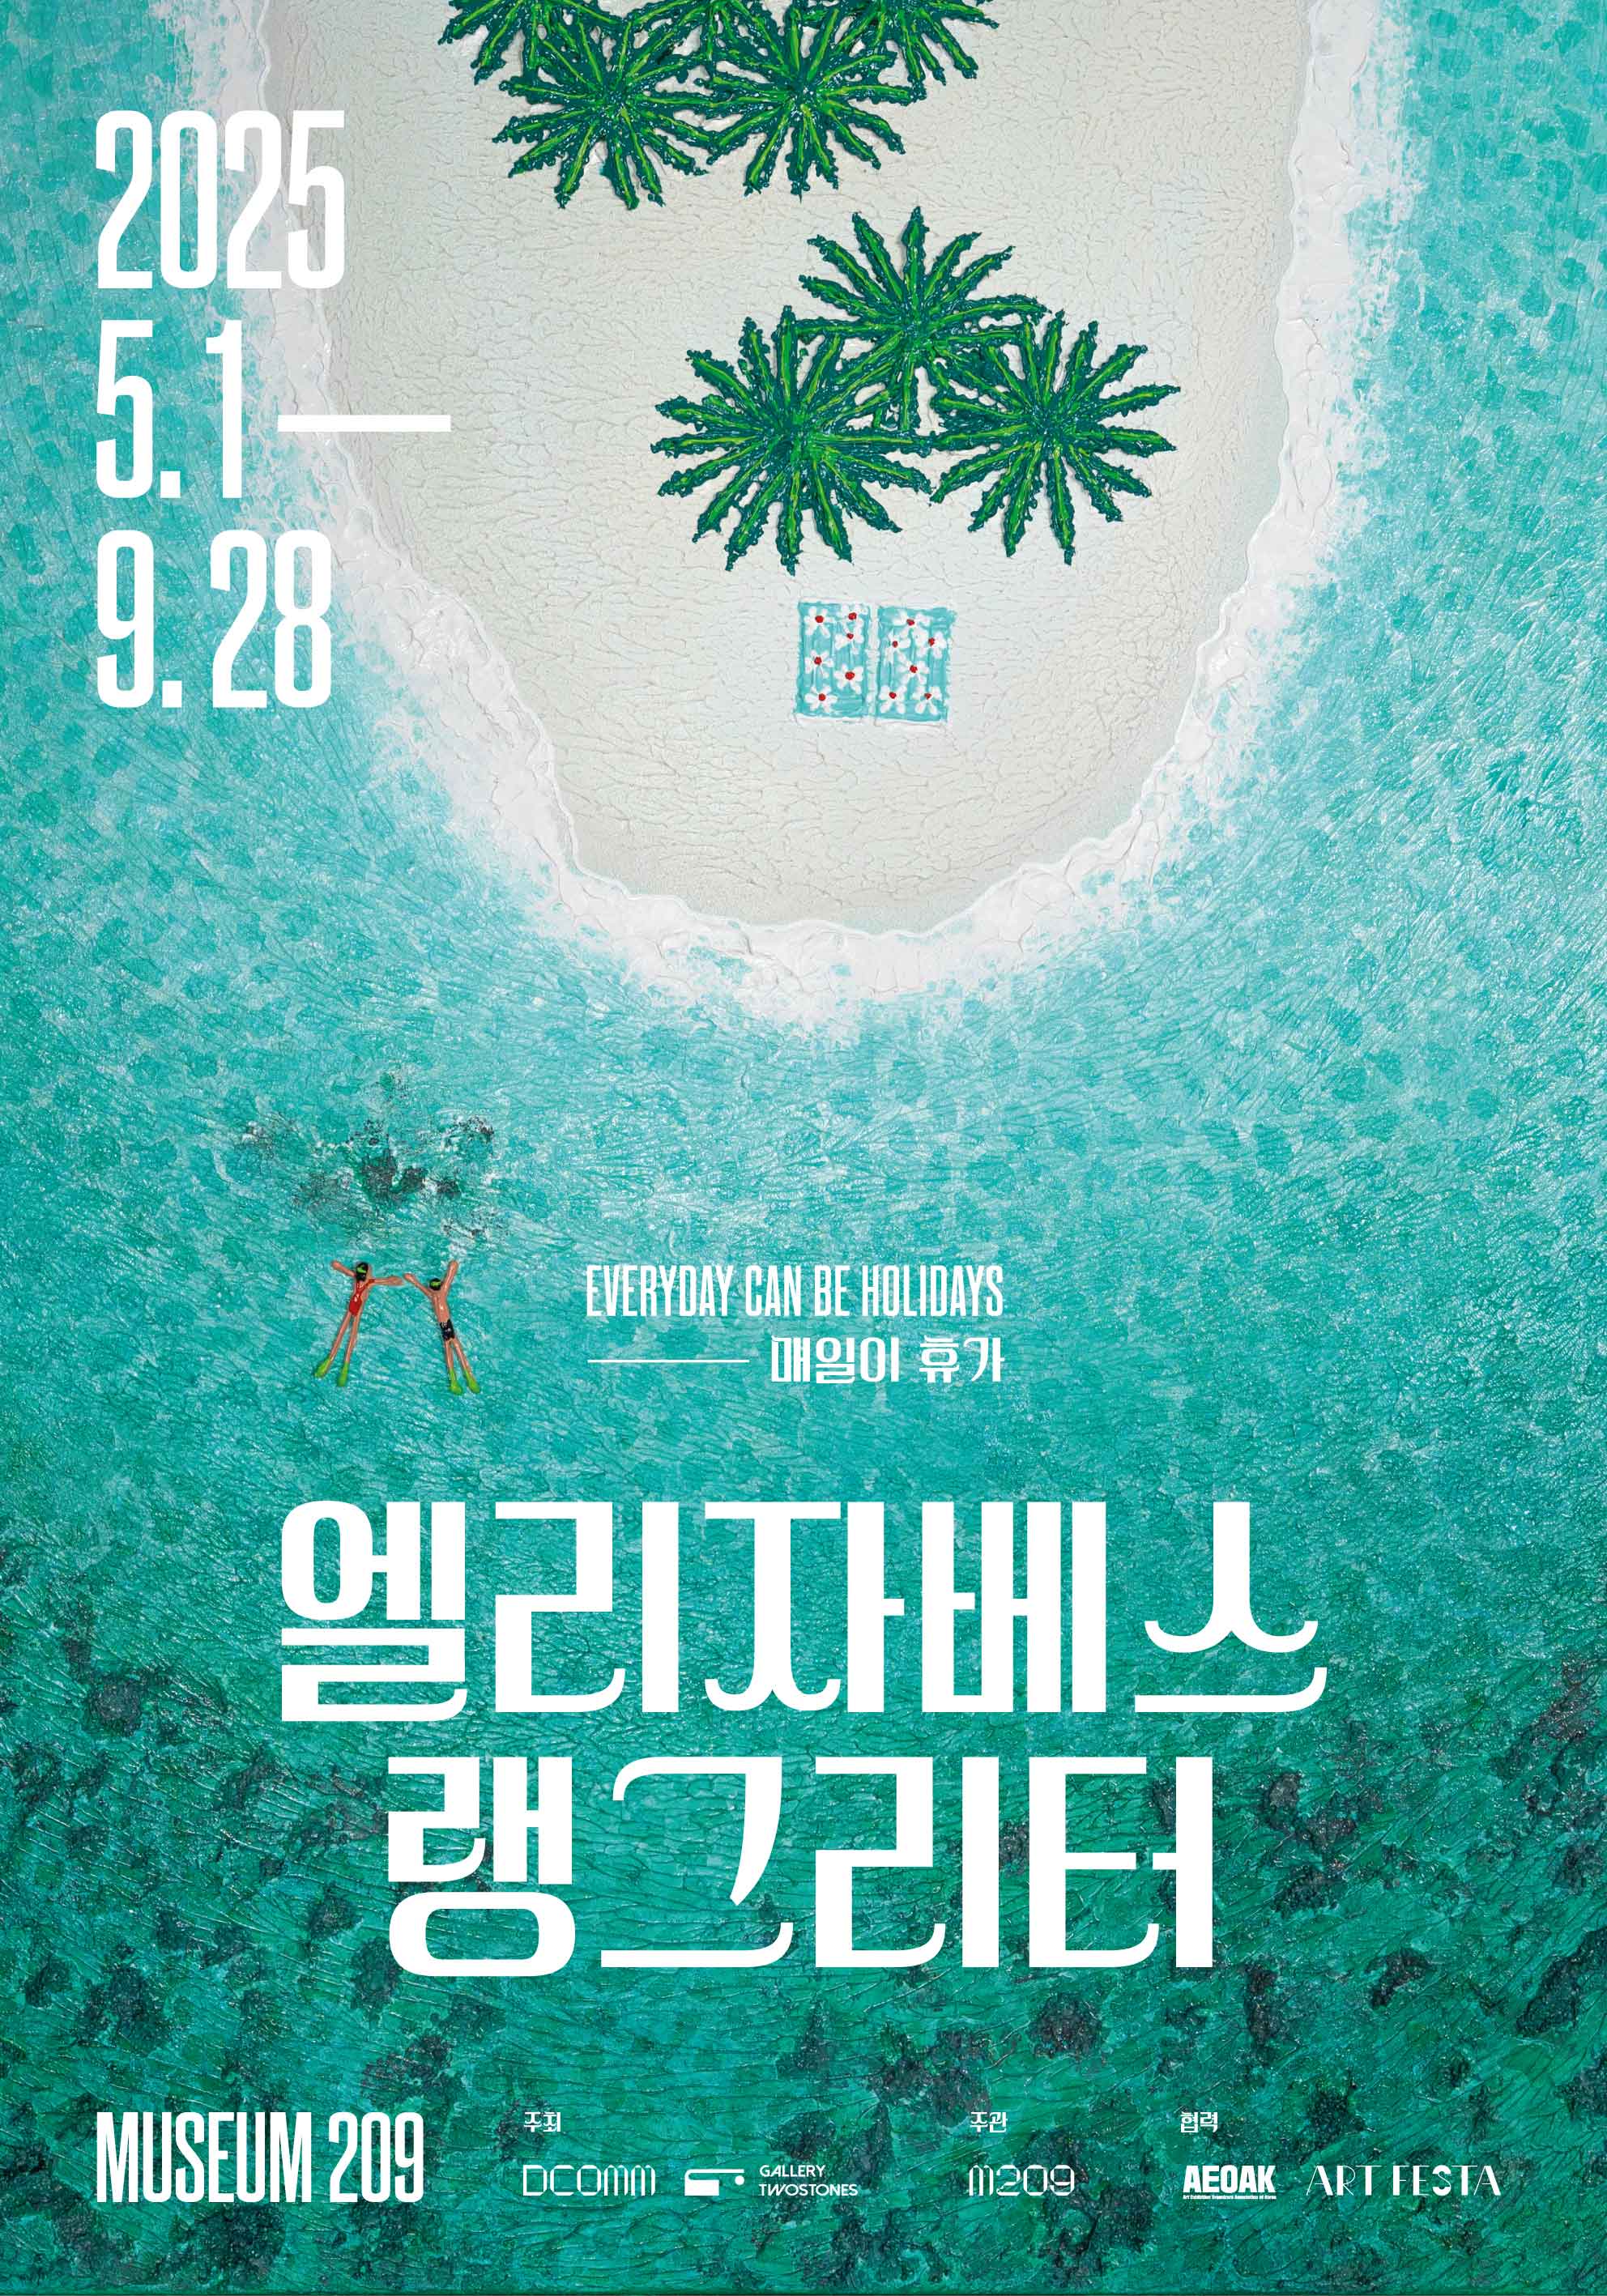 2025
5. 1 —
9. 28
EVERYDAY CAN BE HOLIDAYS
매일이 휴가
엘리자베스
랭그리터
MUSEUM 209
주최
DCOMM
GALLERY
TWOSTONES
주관
M209
협력
AEOAK
ART FESTA